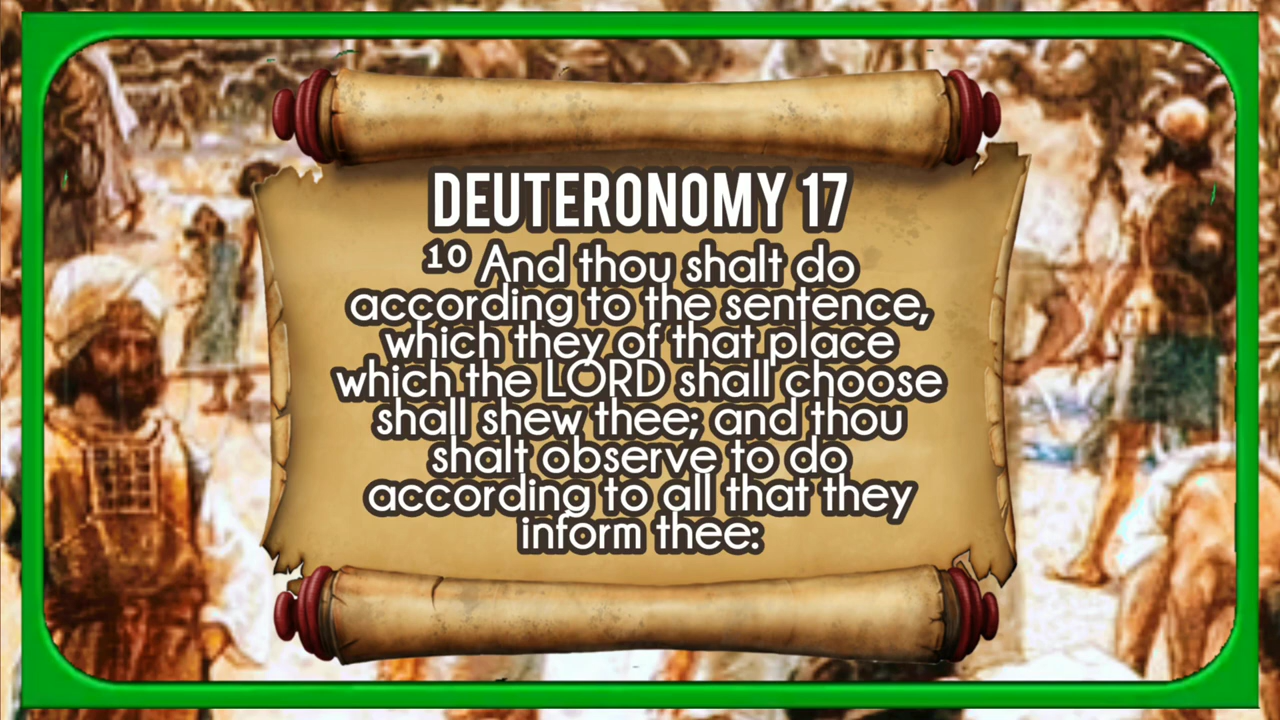 DEUTERONOMY 17
¹⁰ And thou shalt do
according to the sentence,
which they of that place
which the LORD shall choose
shall shew thee; and thou
shalt observe to do
according to all that they
inform thee: